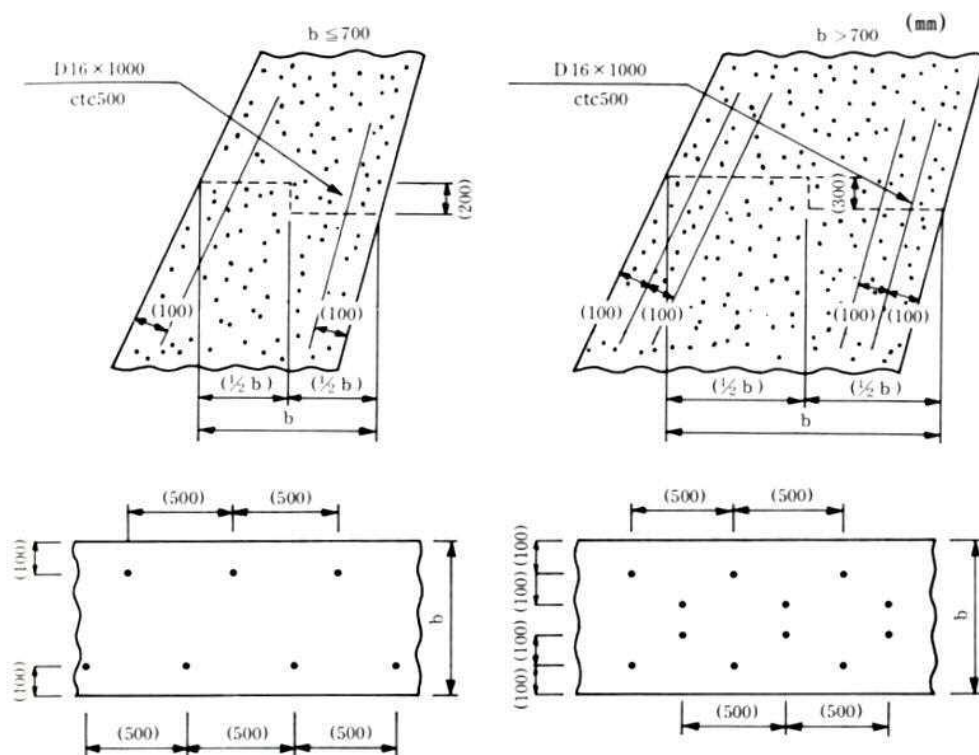 (mm)
b ≦ 700
D16×1000
ctc500
(200)
(100)
(100)
(½ b)
(½ b)
b
b > 700
D16×1000
ctc500
(300)
(100)
(100)
(100)
(100)
(½ b)
(½ b)
b
(500)
(500)
(100)
(100)
b
(500)
(500)
(500)
(500)
(500)
(100)
(100)
(100)
(100)
b
(500)
(500)